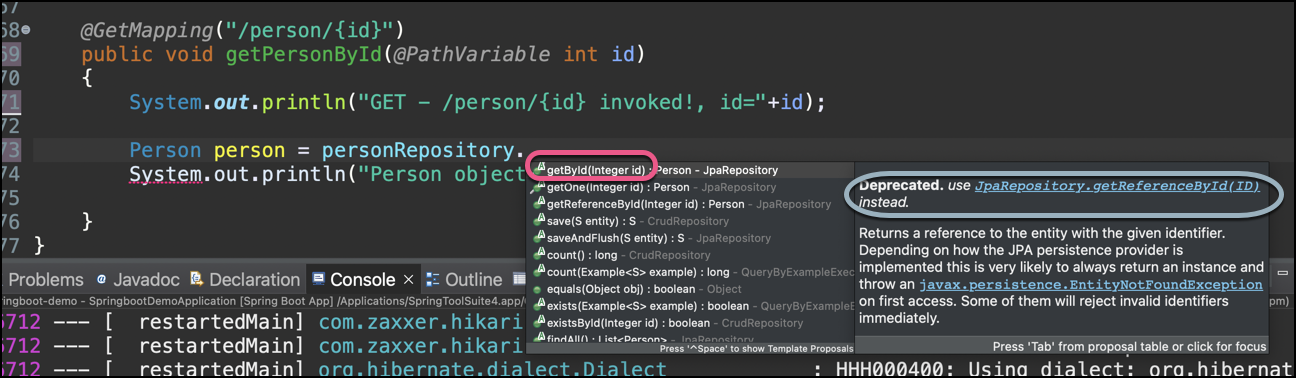 68 @GetMapping("/person/{id}")
69 public void getPersonById(@PathVariable int id)
70 {
71 System.out.println("GET - /person/{id} invoked!, id="+id);
72
73 Person person = personRepository.
74 System.out.println("Person object
75
76 }
77 }
getById(Integer id) : Person - JpaRepository
getOne(Integer id) : Person - JpaRepository
getReferenceById(Integer id) : Person - JpaRepository
save(S entity) : S - CrudRepository
saveAndFlush(S entity) : S - JpaRepository
count() : long - CrudRepository
count(Example<S> example) : long - QueryByExampleExec
equals(Object obj) : boolean - Object
exists(Example<S> example) : boolean - QueryByExam
existsById(Integer id) : boolean - CrudRepository
findAll() : List<Person> - JpaRepository
Press '^Space' to show Template Proposals
Deprecated. use JpaRepository.getReferenceById(ID)
instead.
Returns a reference to the entity with the given identifier.
Depending on how the JPA persistence provider is
implemented this is very likely to always return an instance and
throw an javax.persistence.EntityNotFoundException
on first access. Some of them will reject invalid identifiers
immediately.
Press 'Tab' from proposal table or click for focus
Problems @ Javadoc Declaration Console Outline
ringboot-demo - SpringbootDemoApplication [Spring Boot App] /Applications/SpringToolSuite4.app/ pm)
6712 --- [ restartedMain] com.zaxxer.hikari
6712 --- [ restartedMain] com.zaxxer.hikari
6712 --- [ restartedMain] org.hibernate.dialect.Dialect : HHH000400: Using dialect: org.hibernat